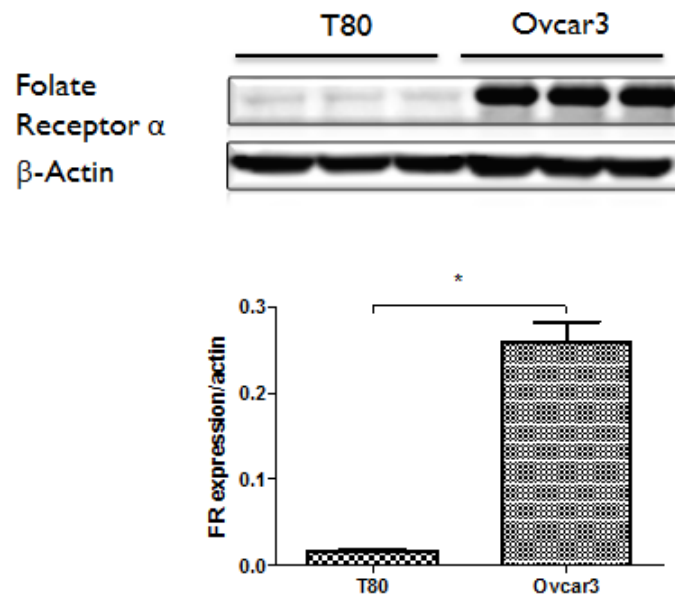 T80 Ovcar3
Folate
Receptor α
β-Actin
*
0.3
0.2
0.1
0.0
FR expression/actin
T80 Ovcar3